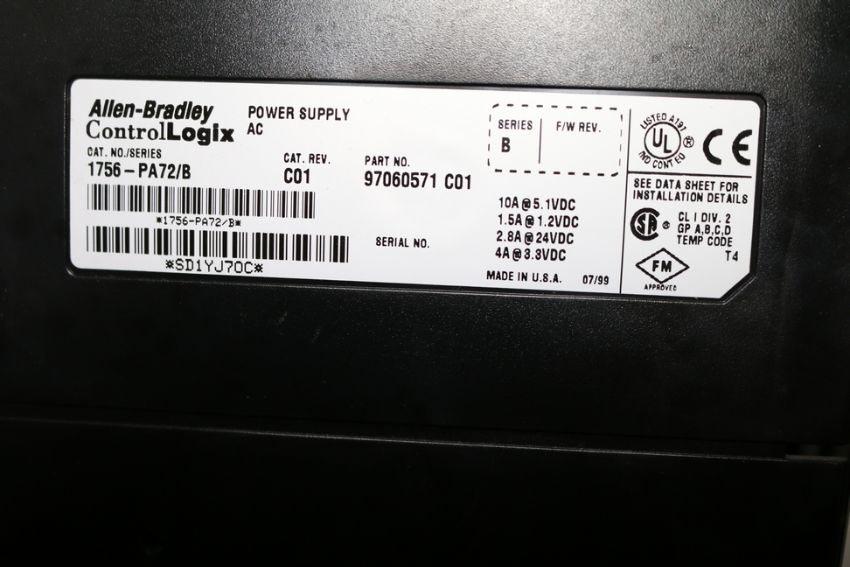 Allen-Bradley
ControlLogix
POWER SUPPLY
AC
CAT. NO./SERIES
1756-PA72/B
CAT. REV.
C01
PART NO.
97060571 C01
*1756-PA72/B*
SERIAL NO.
*SD1YJ70C*
SERIES
B
F/W REV.
10A@5.1VDC
1.5A@1.2VDC
2.8A@24VDC
4A@3.3VDC
MADE IN U.S.A. 07/99
LISTED A191
UL ®
IND CONT EQ
CE
SEE DATA SHEET FOR
INSTALLATION DETAILS
SA ®
CL I DIV. 2
GP A,B,C,D
TEMP CODE
T4
FM
APPROVED